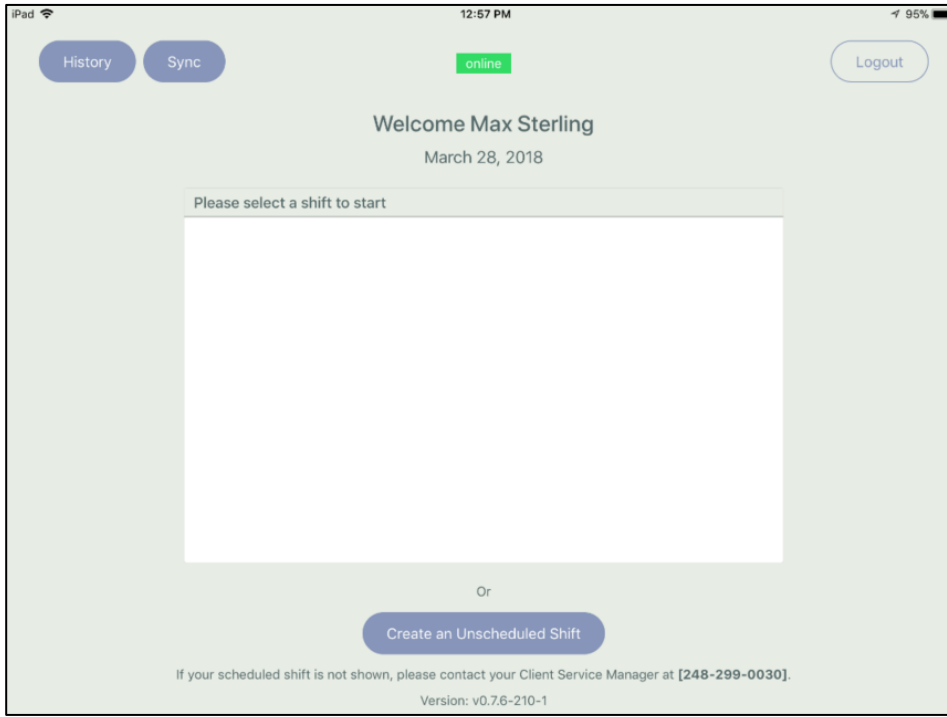 iPad 12:57 PM 95%
History Sync online Logout
Welcome Max Sterling
March 28, 2018
Please select a shift to start
Or
Create an Unscheduled Shift
If your scheduled shift is not shown, please contact your Client Service Manager at [248-299-0030].
Version: v0.7.6-210-1